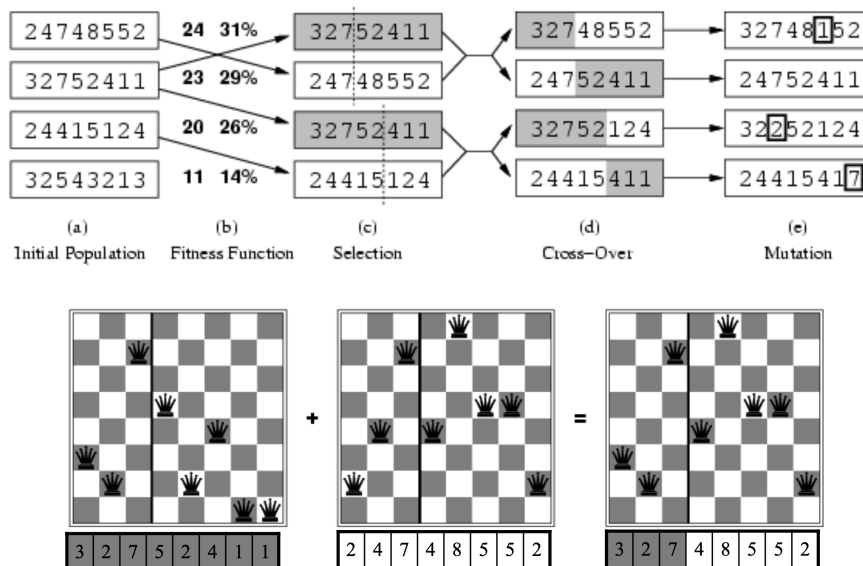 24748552 24 31% 32752411 32748552 32748152
32752411 23 29% 24748552 24752411 24752411
24415124 20 26% 32752411 32752124 32252124
32543213 11 14% 24415124 24415411 24415417
(a) (b) (c) (d) (e)
Initial Population Fitness Function Selection Cross-Over Mutation
+ =
3 2 7 5 2 4 1 1 2 4 7 4 8 5 5 2 3 2 7 4 8 5 5 2